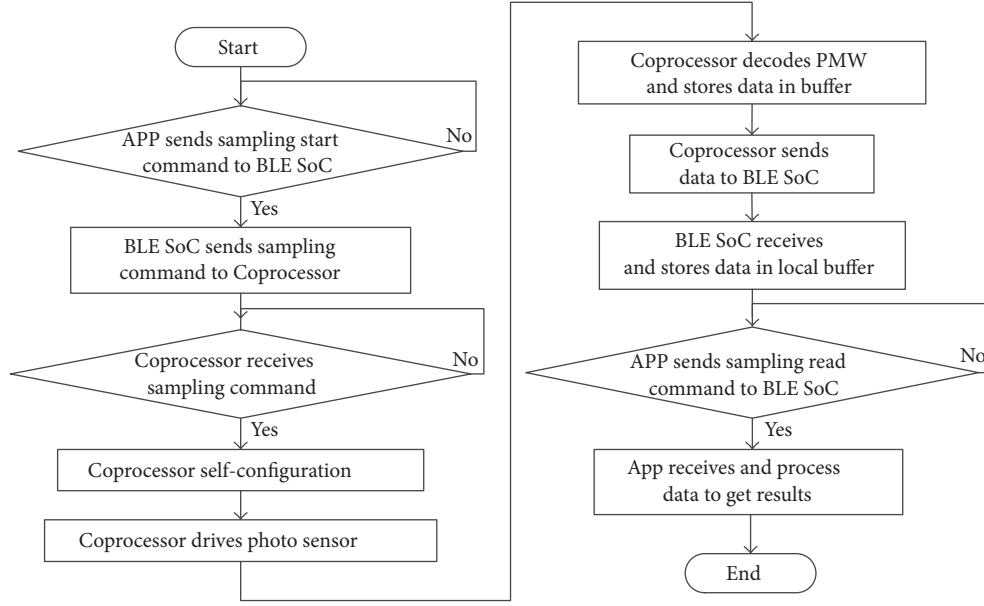 Start
APP sends sampling start
command to BLE SoC
No
Yes
BLE SoC sends sampling
command to Coprocessor
Coprocessor receives
sampling command
No
Yes
Coprocessor self-configuration
Coprocessor drives photo sensor
Coprocessor decodes PMW
and stores data in buffer
Coprocessor sends
data to BLE SoC
BLE SoC receives
and stores data in local buffer
APP sends sampling read
command to BLE SoC
No
Yes
App receives and process
data to get results
End